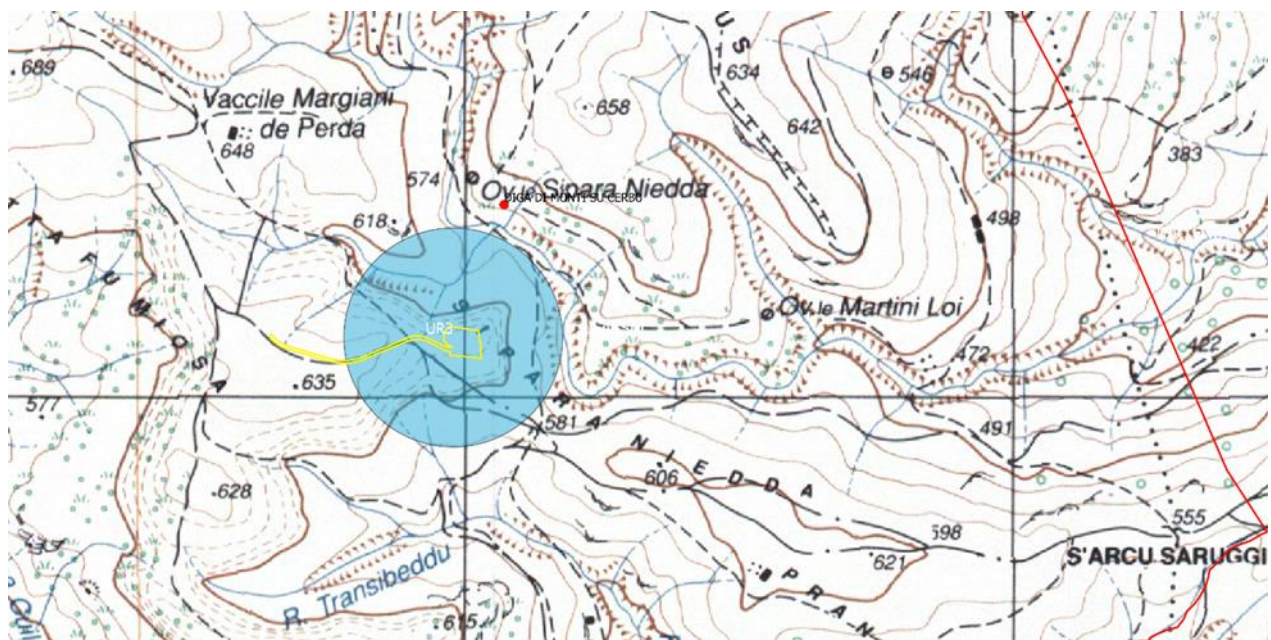 689
Vaccile Margiani
de Perda
648
574
618
658
634
642
546
383
Ov.le Sipara Niedda
DIGA DI MONTI SU CERBU
498
Ov.le Martini Loi
UR3
635
577
FUMIOSA
472
422
581
491
NIEDDA
606
628
598
555
621
S'ARCU SARUGGI
PRAN
R. Transibeddu
615